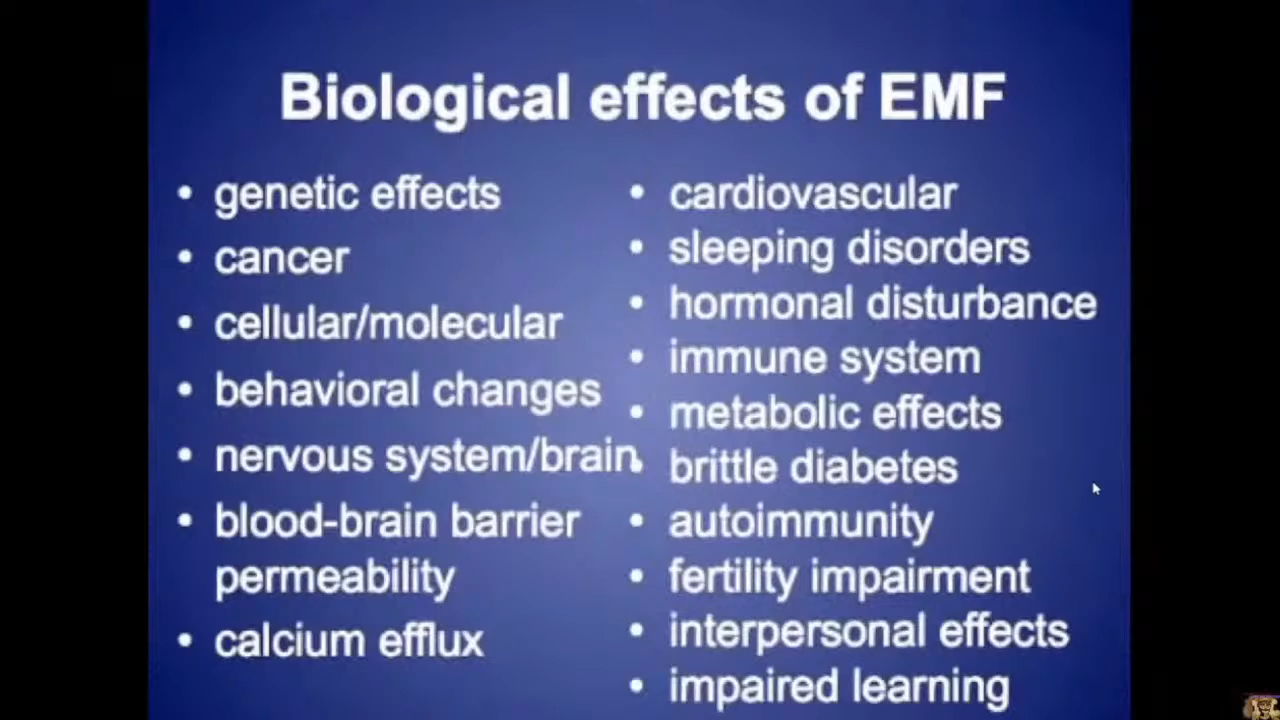 Biological effects of EMF
• genetic effects
• cancer
• cellular/molecular
• behavioral changes
• nervous system/brain
• blood-brain barrier
permeability
• calcium efflux
• cardiovascular
• sleeping disorders
• hormonal disturbance
• immune system
• metabolic effects
• brittle diabetes
• autoimmunity
• fertility impairment
• interpersonal effects
• impaired learning